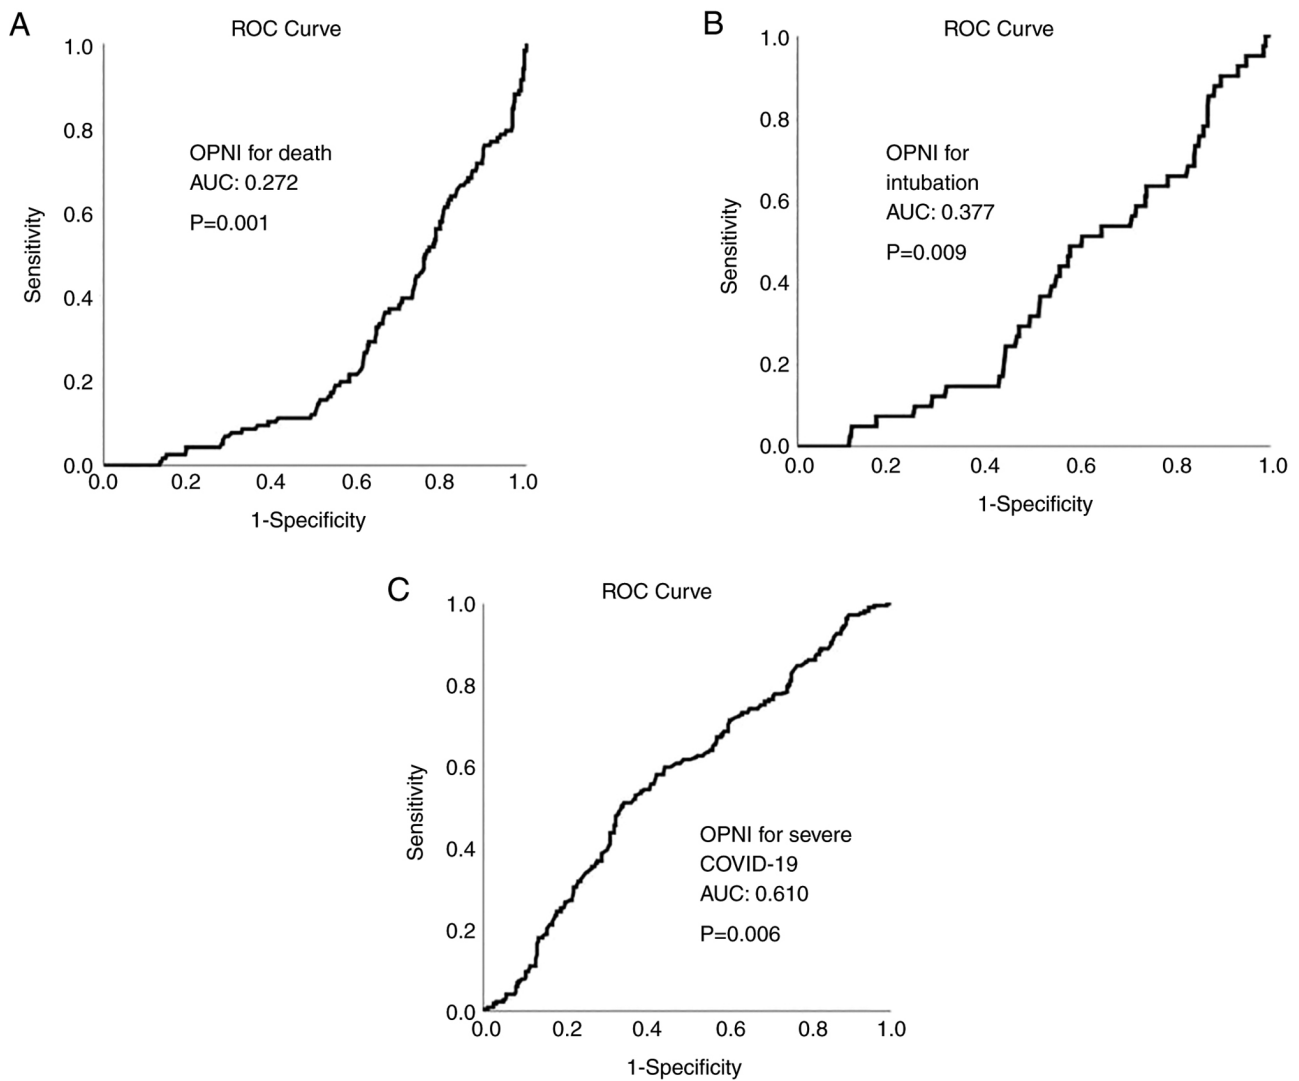 A
ROC Curve
1.0
0.8
0.6
0.4
0.2
0.0
Sensitivity
OPNI for death
AUC: 0.272
P=0.001
0.0 0.2 0.4 0.6 0.8 1.0
1-Specificity
B
ROC Curve
1.0
0.8
0.6
0.4
0.2
0.0
Sensitivity
OPNI for
intubation
AUC: 0.377
P=0.009
0.0 0.2 0.4 0.6 0.8 1.0
1-Specificity
C
ROC Curve
1.0
0.8
0.6
0.4
0.2
0.0
Sensitivity
OPNI for severe
COVID-19
AUC: 0.610
P=0.006
0.0 0.2 0.4 0.6 0.8 1.0
1-Specificity